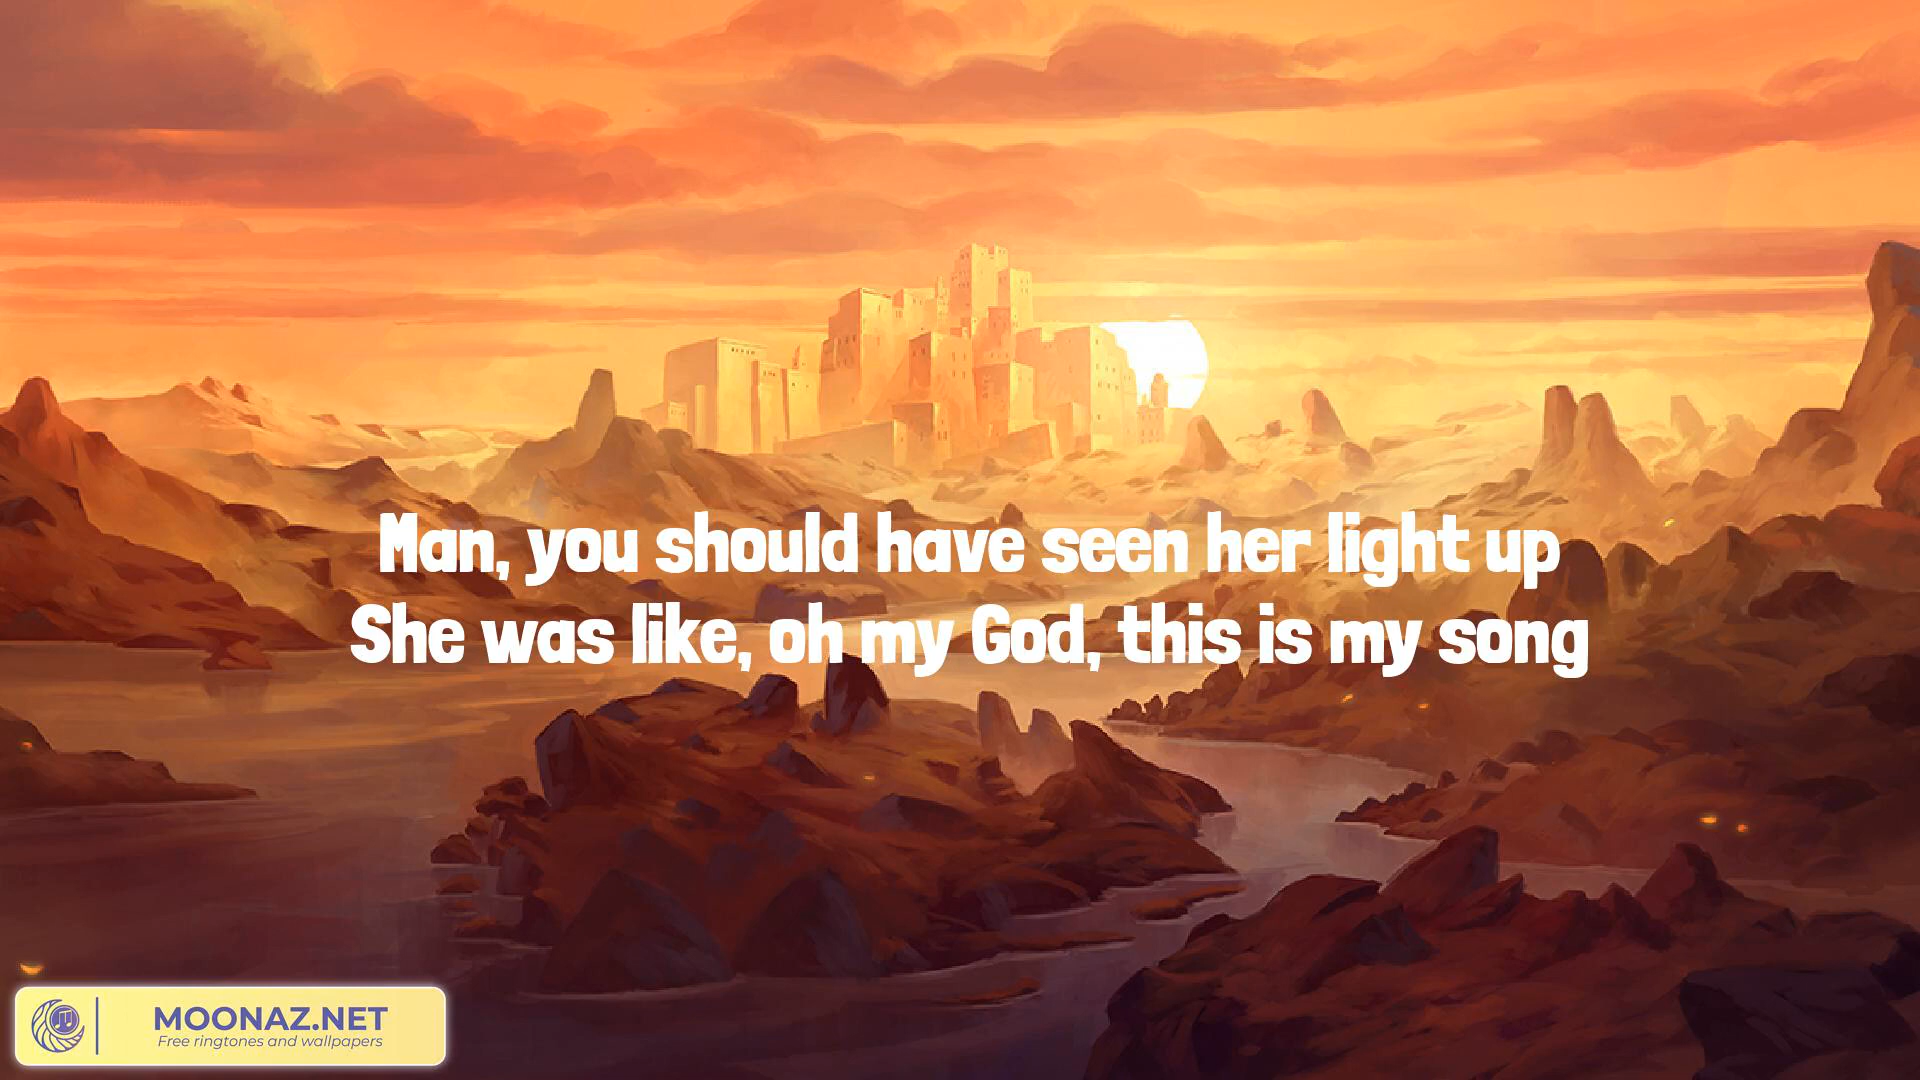 Man, you should have seen her light up
She was like, oh my God, this is my song
MOONAZ.NET
Free ringtones and wallpapers